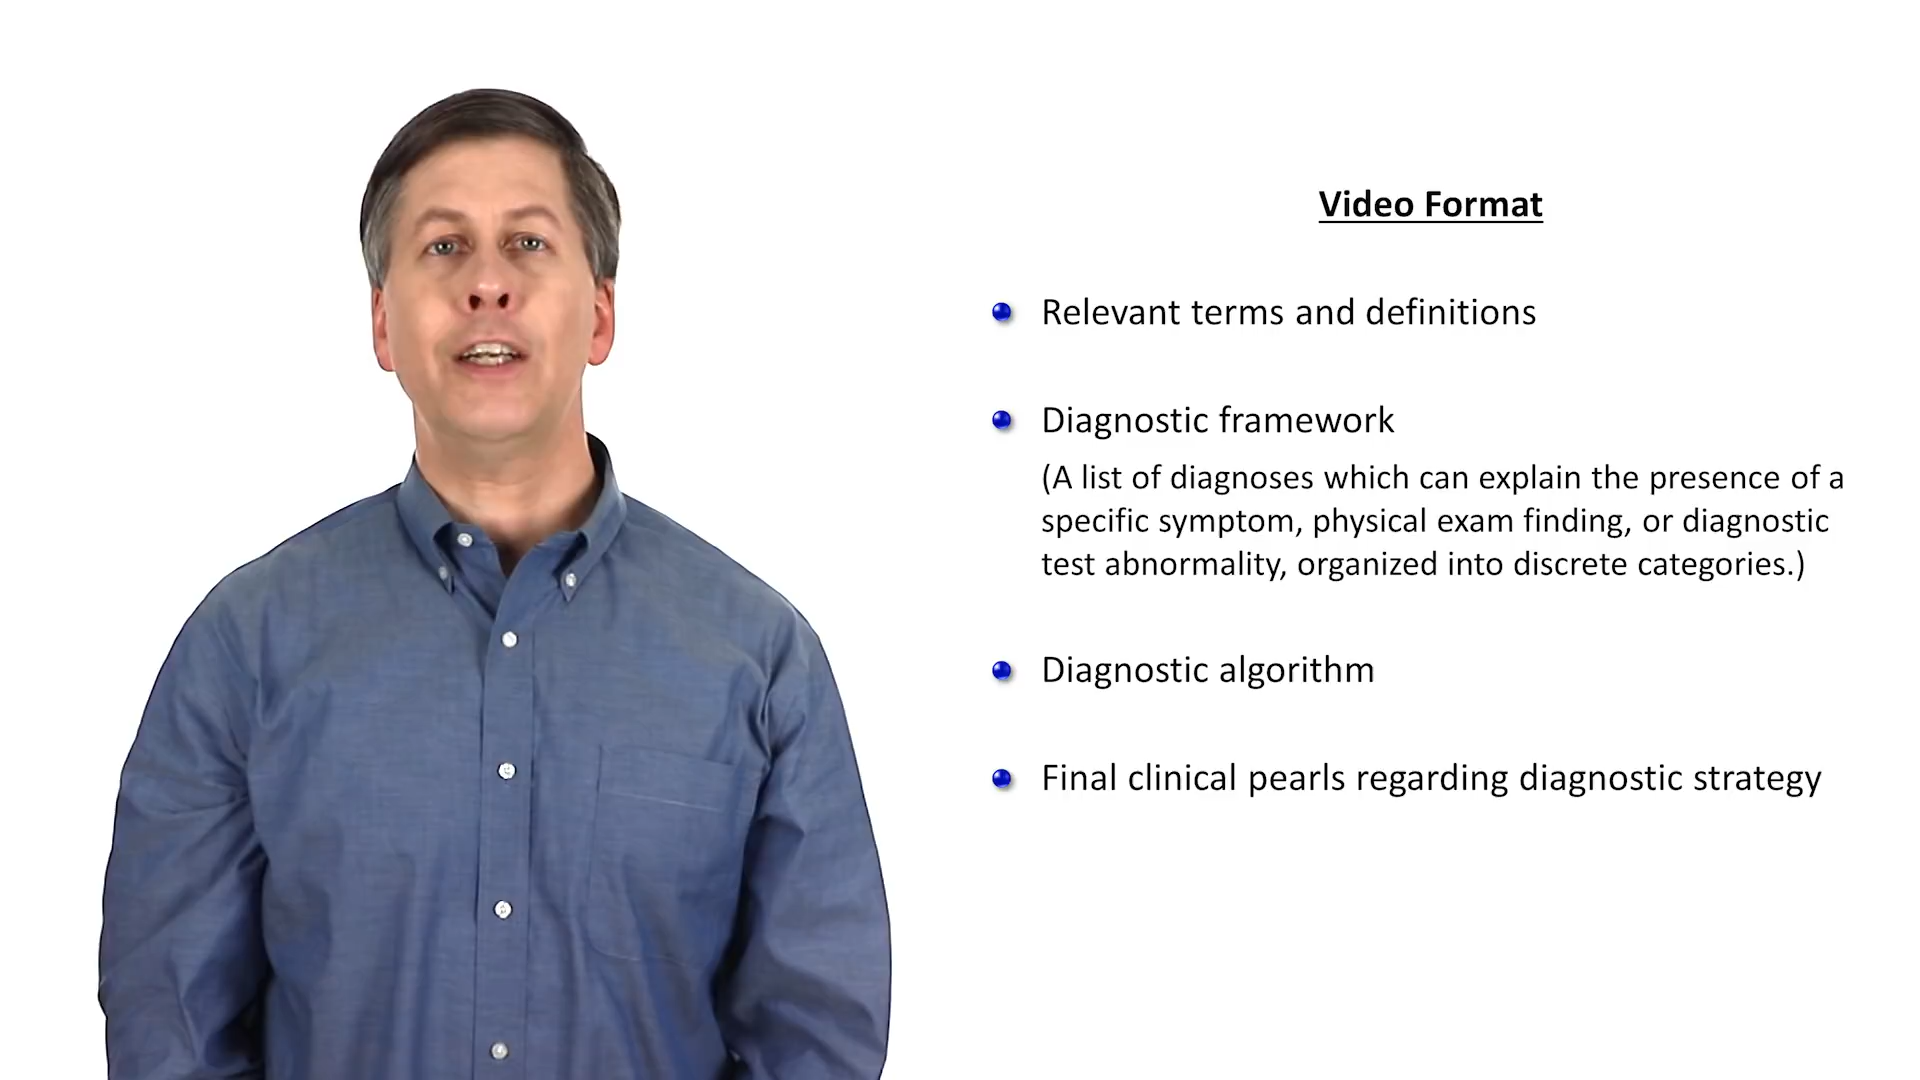 Video Format
Relevant terms and definitions
Diagnostic framework
(A list of diagnoses which can explain the presence of a
specific symptom, physical exam finding, or diagnostic
test abnormality, organized into discrete categories.)
Diagnostic algorithm
Final clinical pearls regarding diagnostic strategy